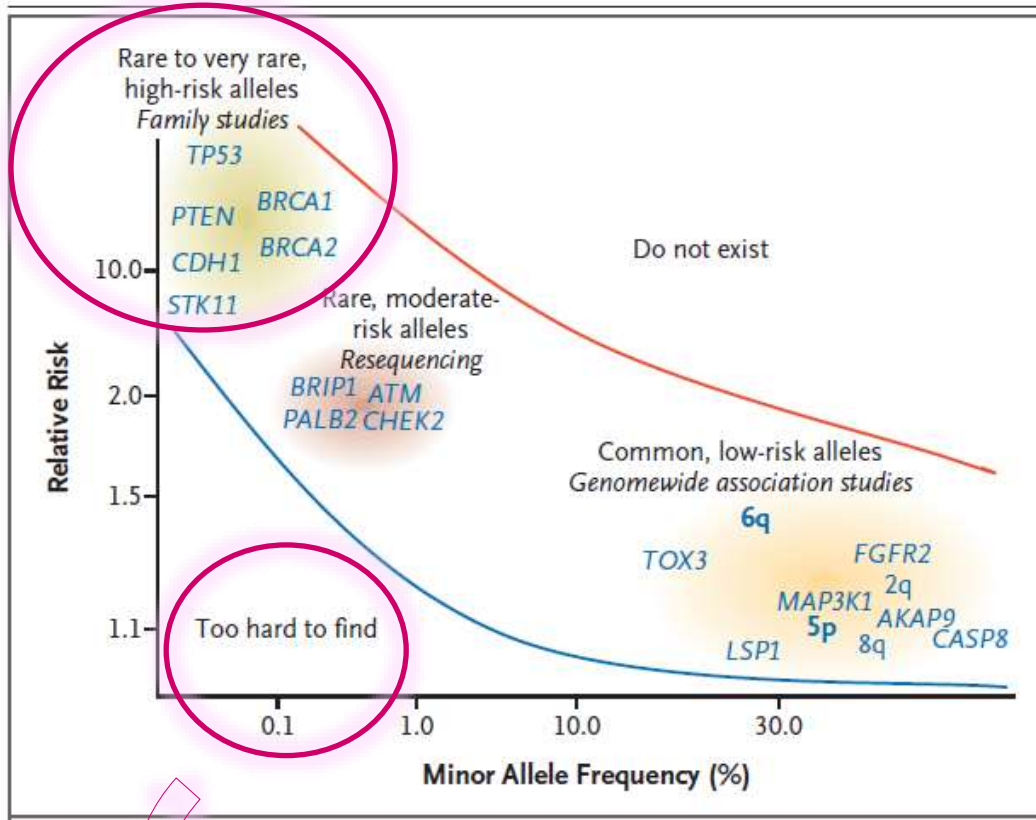 Rare to very rare,
high-risk alleles
Family studies
TP53
BRCA1
PTEN
BRCA2
CDH1
STK11
Do not exist
Rare, moderate-
risk alleles
Resequencing
BRIP1 ATM
PALB2 CHEK2
Common, low-risk alleles
Genomewide association studies
6q
TOX3
FGFR2
2q
MAP3K1
AKAP9
5p
8q
CASP8
LSP1
Too hard to find
Relative Risk
10.0
2.0
1.5
1.1
0.1
1.0
10.0
30.0
Minor Allele Frequency (%)